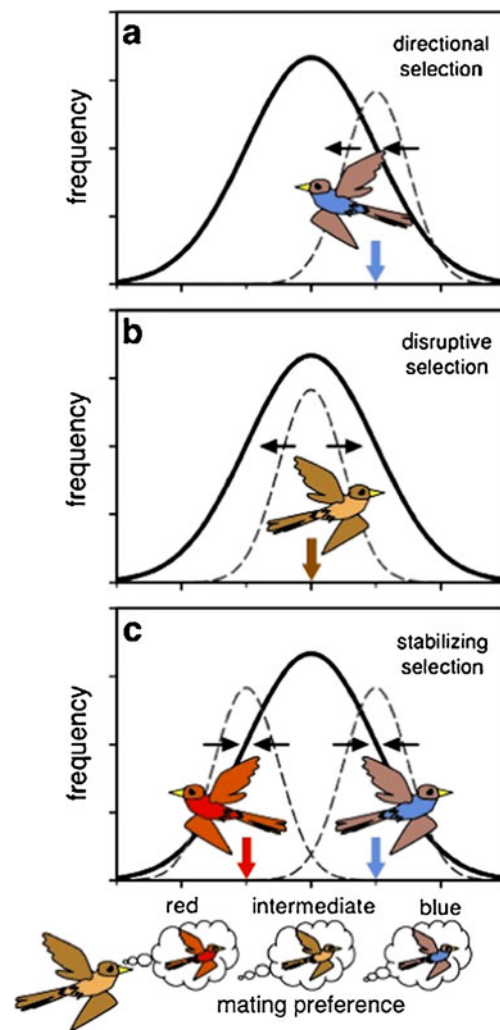 a
directional
selection
frequency
b
disruptive
selection
frequency
c
stabilizing
selection
frequency
red intermediate blue
mating preference